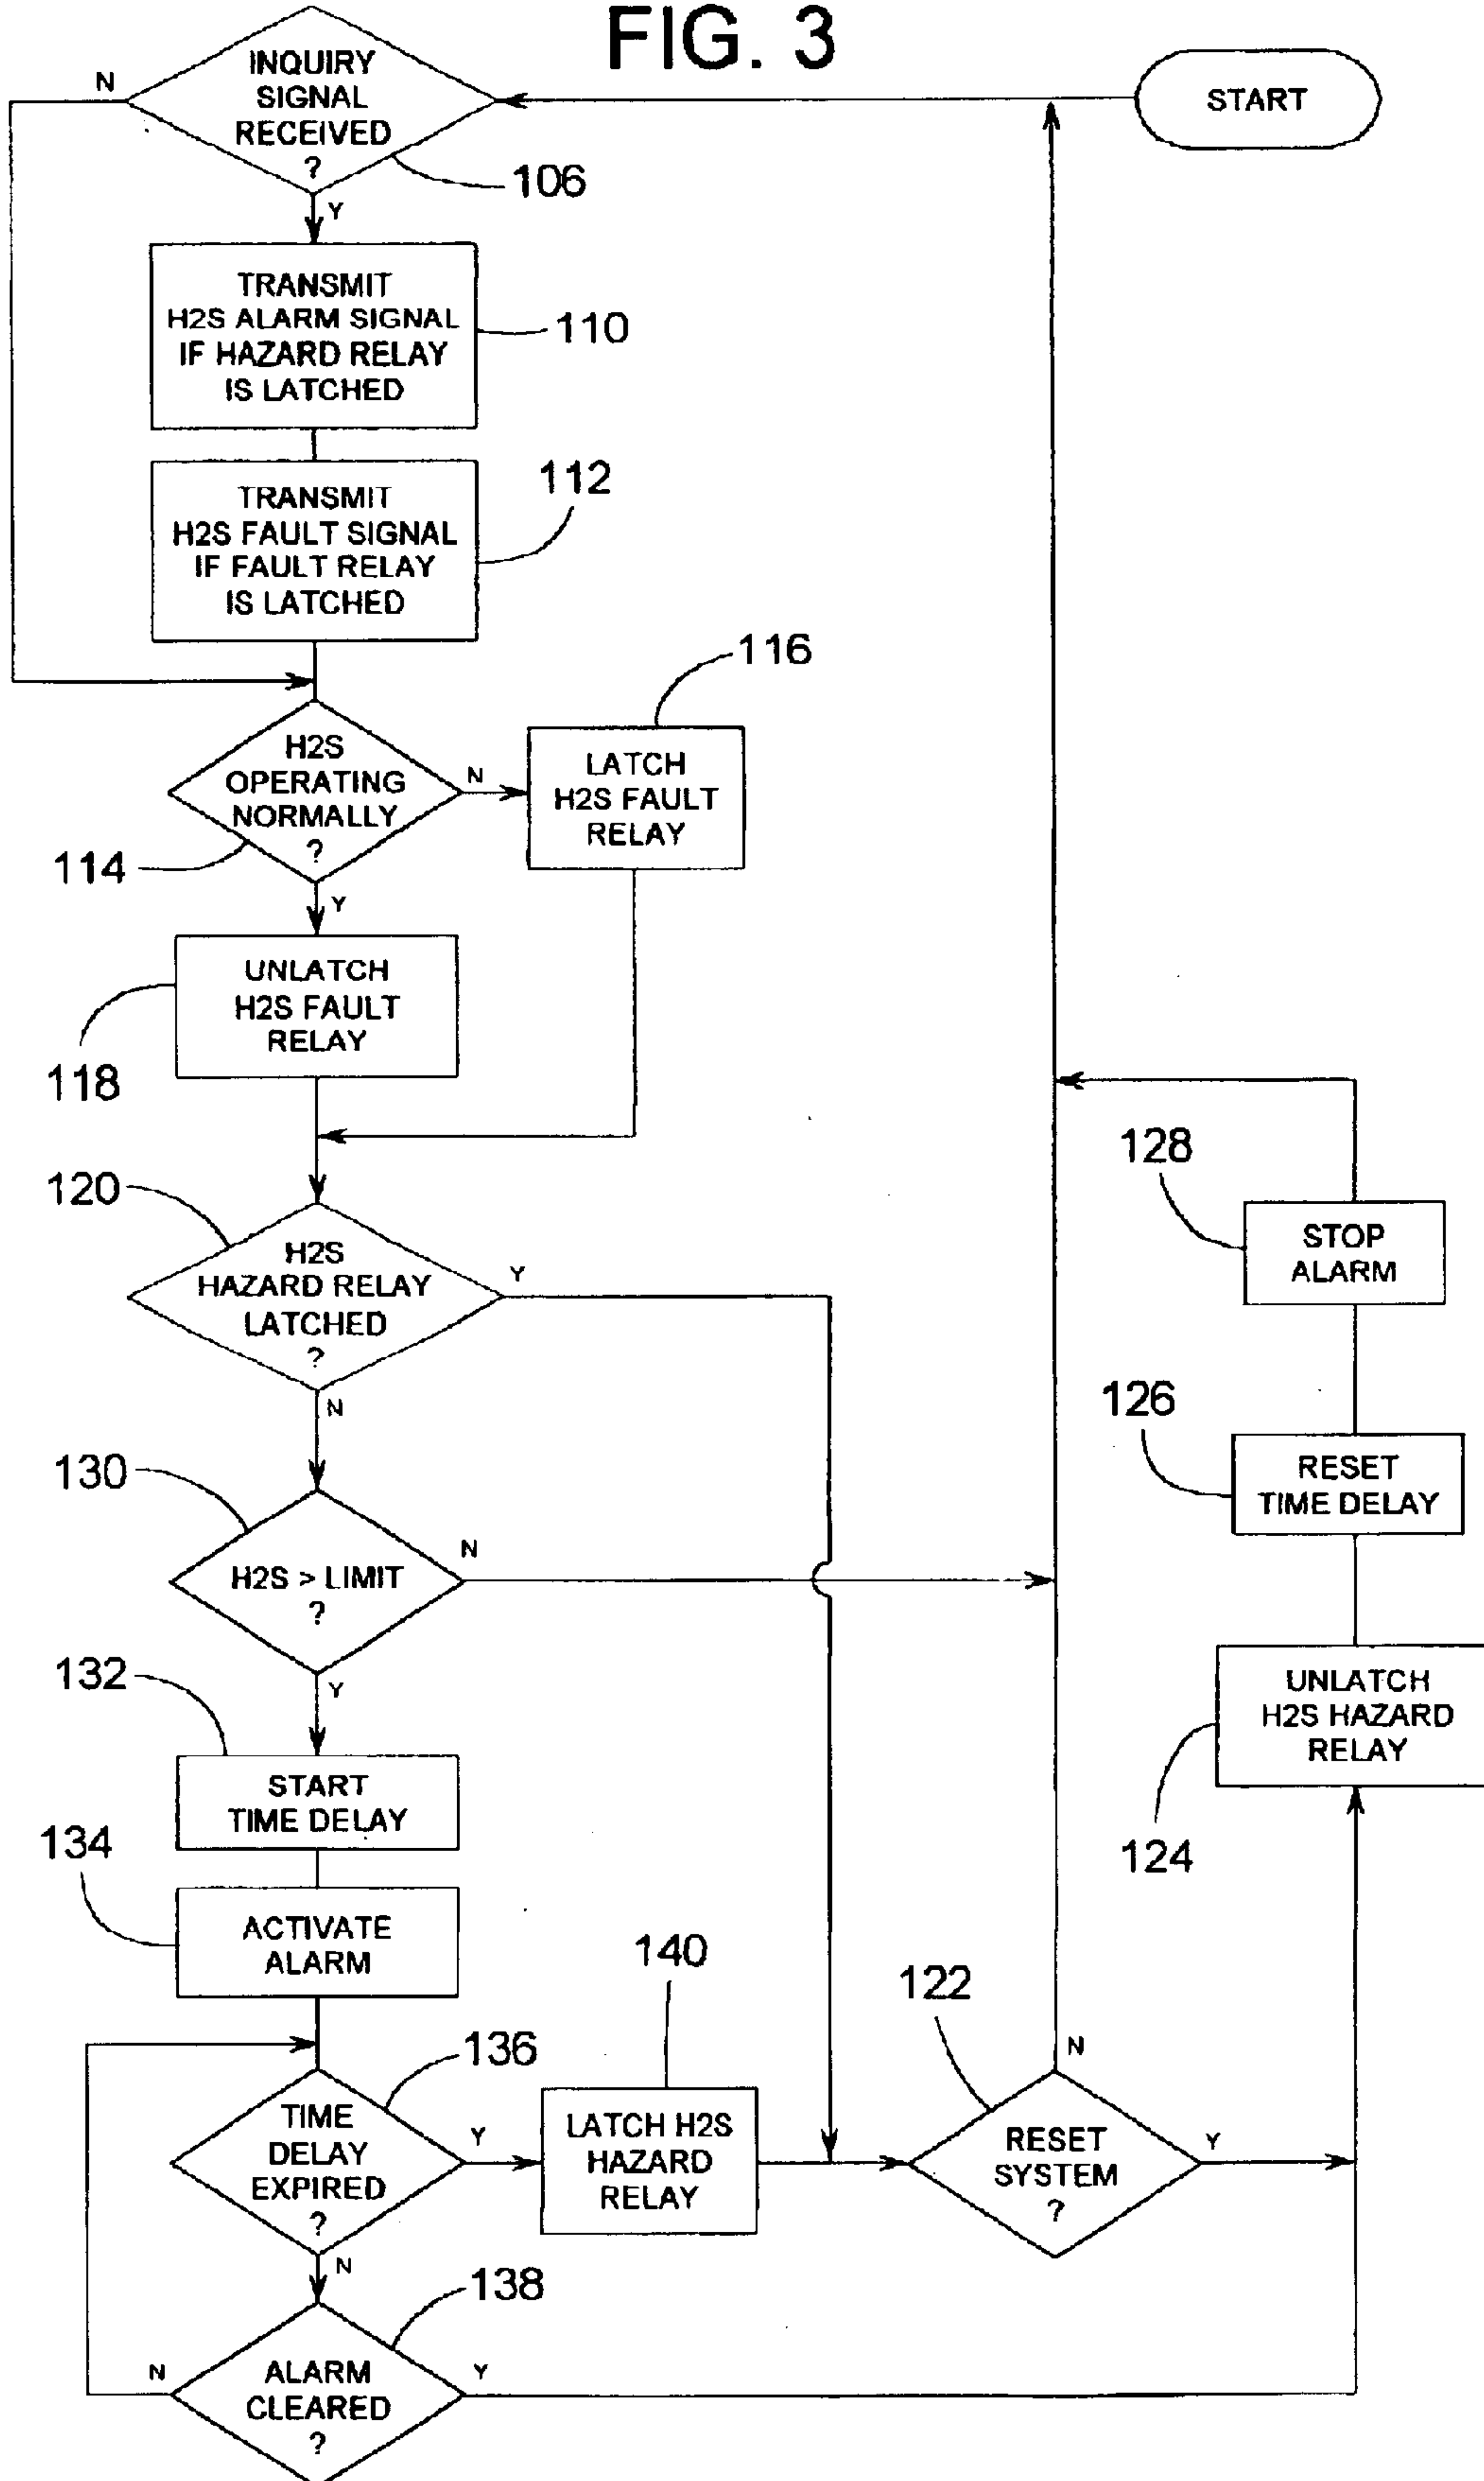 FIG. 3
START
INQUIRY
SIGNAL
RECEIVED
?
N
106
Y
TRANSMIT
H2S ALARM SIGNAL
IF HAZARD RELAY
IS LATCHED
110
TRANSMIT
H2S FAULT SIGNAL
IF FAULT RELAY
IS LATCHED
112
H2S
OPERATING
NORMALLY
?
114
N
LATCH
H2S FAULT
RELAY
116
Y
UNLATCH
H2S FAULT
RELAY
118
120
H2S
HAZARD RELAY
LATCHED
?
Y
N
130
H2S > LIMIT
?
N
Y
132
START
TIME DELAY
134
ACTIVATE
ALARM
136
TIME
DELAY
EXPIRED
?
Y
140
LATCH H2S
HAZARD
RELAY
N
138
ALARM
CLEARED
?
N
Y
122
RESET
SYSTEM
?
N
Y
UNLATCH
H2S HAZARD
RELAY
124
126
RESET
TIME DELAY
128
STOP
ALARM